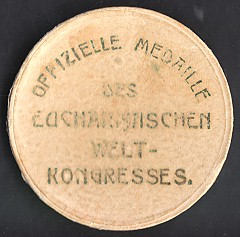 OFFIZIELLE MEDAILLE
DES
EUCHARISTISCHEN
WELT-
KONGRESSES.